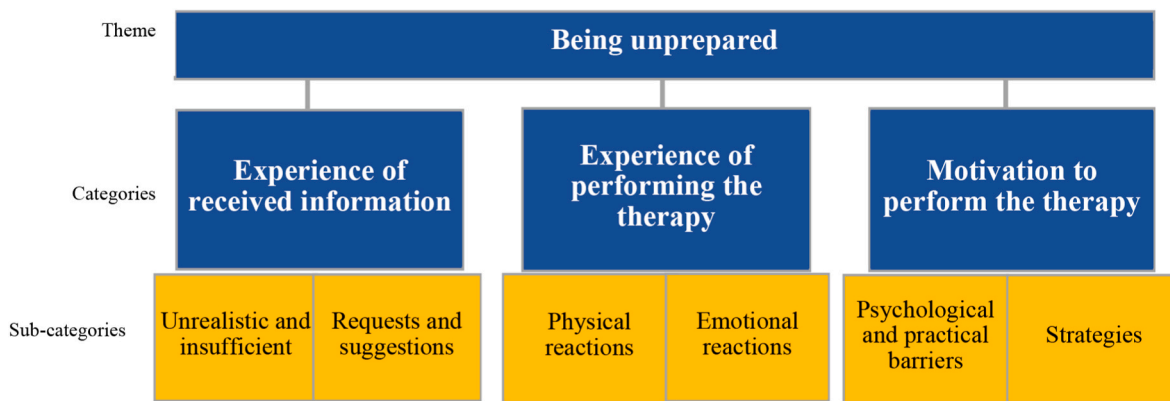 Theme
Being unprepared
Categories
Experience of
received information
Experience of
performing the
therapy
Motivation to
perform the therapy
Sub-categories
Unrealistic and
insufficient
Requests and
suggestions
Physical
reactions
Emotional
reactions
Psychological
and practical
barriers
Strategies